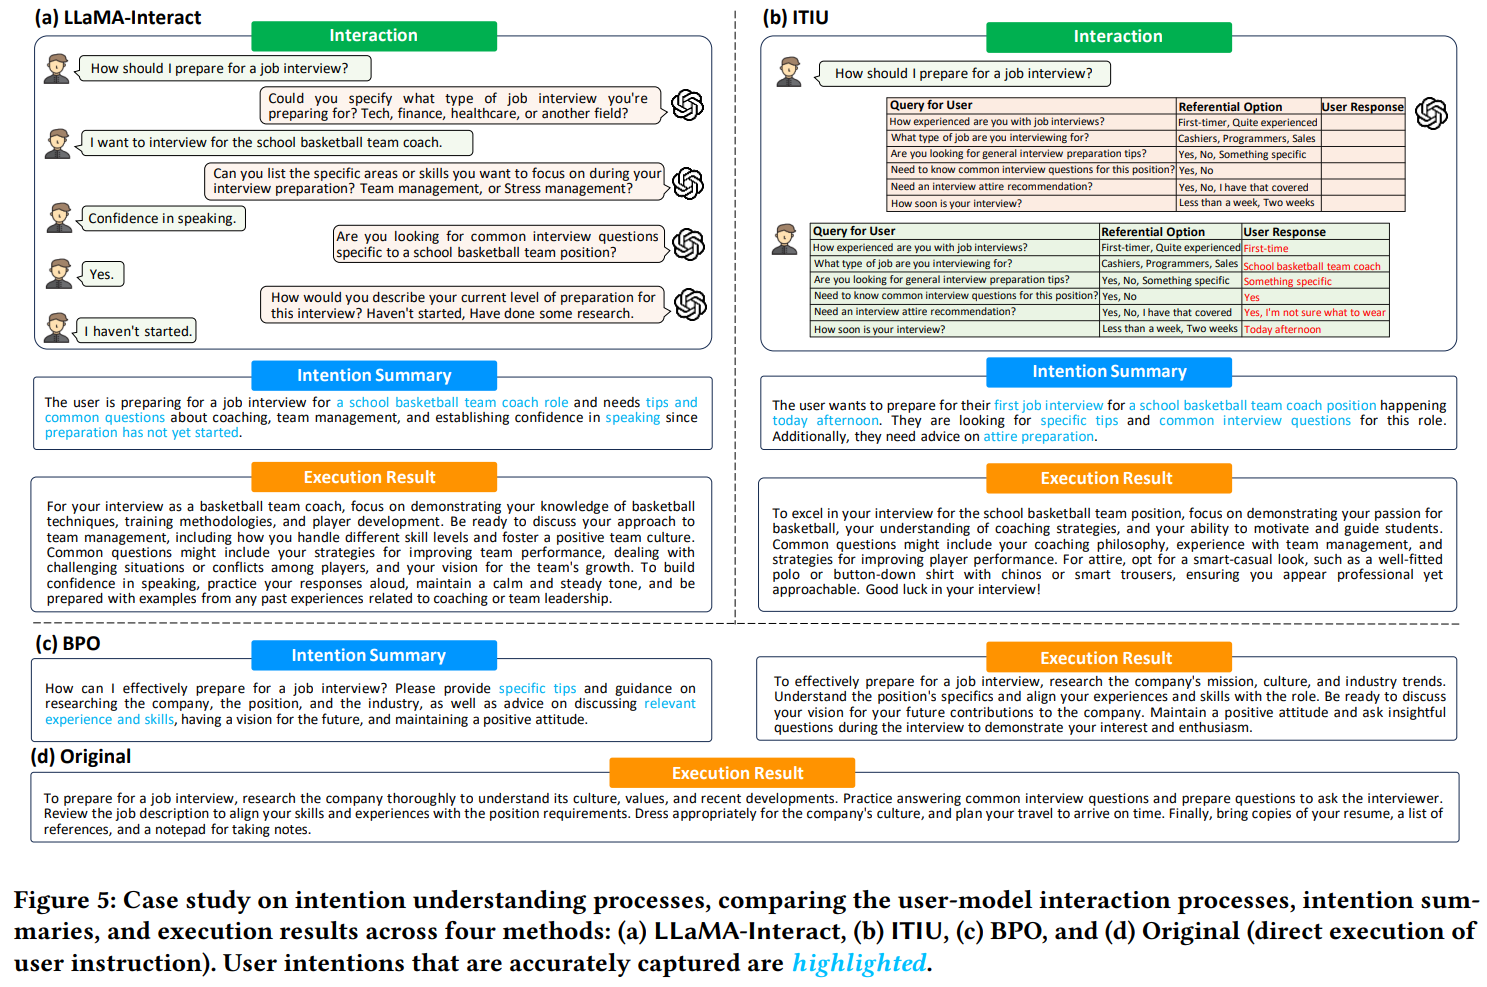 (a) LLaMA-Interact
Interaction
How should I prepare for a job interview?
Could you specify what type of job interview you're
preparing for? Tech, finance, healthcare, or another field?
I want to interview for the school basketball team coach.
Can you list the specific areas or skills you want to focus on during your
interview preparation? Team management, or Stress management?
Confidence in speaking.
Are you looking for common interview questions
specific to a school basketball team position?
Yes.
How would you describe your current level of preparation for
this interview? Haven't started, Have done some research.
I haven't started.
Intention Summary
The user is preparing for a job interview for a school basketball team coach role and needs tips and
common questions about coaching, team management, and establishing confidence in speaking since
preparation has not yet started.
Execution Result
For your interview as a basketball team coach, focus on demonstrating your knowledge of basketball
techniques, training methodologies, and player development. Be ready to discuss your approach to
team management, including how you handle different skill levels and foster a positive team culture.
Common questions might include your strategies for improving team performance, dealing with
challenging situations or conflicts among players, and your vision for the team's growth. To build
confidence in speaking, practice your responses aloud, maintain a calm and steady tone, and be
prepared with examples from any past experiences related to coaching or team leadership.
(b) ITIU
Interaction
How should I prepare for a job interview?
Query for User Referential Option User Response
How experienced are you with job interviews? First-timer, Quite experienced
What type of job are you interviewing for? Cashiers, Programmers, Sales
Are you looking for general interview preparation tips? Yes, No, Something specific
Need to know common interview questions for this position? Yes, No
Need an interview attire recommendation? Yes, No, I have that covered
How soon is your interview? Less than a week, Two weeks
Query for User Referential Option User Response
How experienced are you with job interviews? First-timer, Quite experienced First-time
What type of job are you interviewing for? Cashiers, Programmers, Sales School basketball team coach
Are you looking for general interview preparation tips? Yes, No, Something specific Something specific
Need to know common interview questions for this position? Yes, No Yes
Need an interview attire recommendation? Yes, No, I have that covered Yes, I'm not sure what to wear
How soon is your interview? Less than a week, Two weeks Today afternoon
Intention Summary
The user wants to prepare for their first job interview for a school basketball team coach position happening
today afternoon. They are looking for specific tips and common interview questions for this role.
Additionally, they need advice on attire preparation.
Execution Result
To excel in your interview for the school basketball team position, focus on demonstrating your passion for
basketball, your understanding of coaching strategies, and your ability to motivate and guide students.
Common questions might include your coaching philosophy, experience with team management, and
strategies for improving player performance. For attire, opt for a smart-casual look, such as a well-fitted
polo or button-down shirt with chinos or smart trousers, ensuring you appear professional yet
approachable. Good luck in your interview!
(c) BPO
Intention Summary
How can I effectively prepare for a job interview? Please provide specific tips and guidance on
researching the company, the position, and the industry, as well as advice on discussing relevant
experience and skills, having a vision for the future, and maintaining a positive attitude.
Execution Result
To effectively prepare for a job interview, research the company's mission, culture, and industry trends.
Understand the position's specifics and align your experiences and skills with the role. Be ready to discuss
your vision for your future contributions to the company. Maintain a positive attitude and ask insightful
questions during the interview to demonstrate your interest and enthusiasm.
(d) Original
Execution Result
To prepare for a job interview, research the company thoroughly to understand its culture, values, and recent developments. Practice answering common interview questions and prepare questions to ask the interviewer.
Review the job description to align your skills and experiences with the position requirements. Dress appropriately for the company's culture, and plan your travel to arrive on time. Finally, bring copies of your resume, a list of
references, and a notepad for taking notes.
Figure 5: Case study on intention understanding processes, comparing the user-model interaction processes, intention sum-
maries, and execution results across four methods: (a) LLaMA-Interact, (b) ITIU, (c) BPO, and (d) Original (direct execution of
user instruction). User intentions that are accurately captured are highlighted.